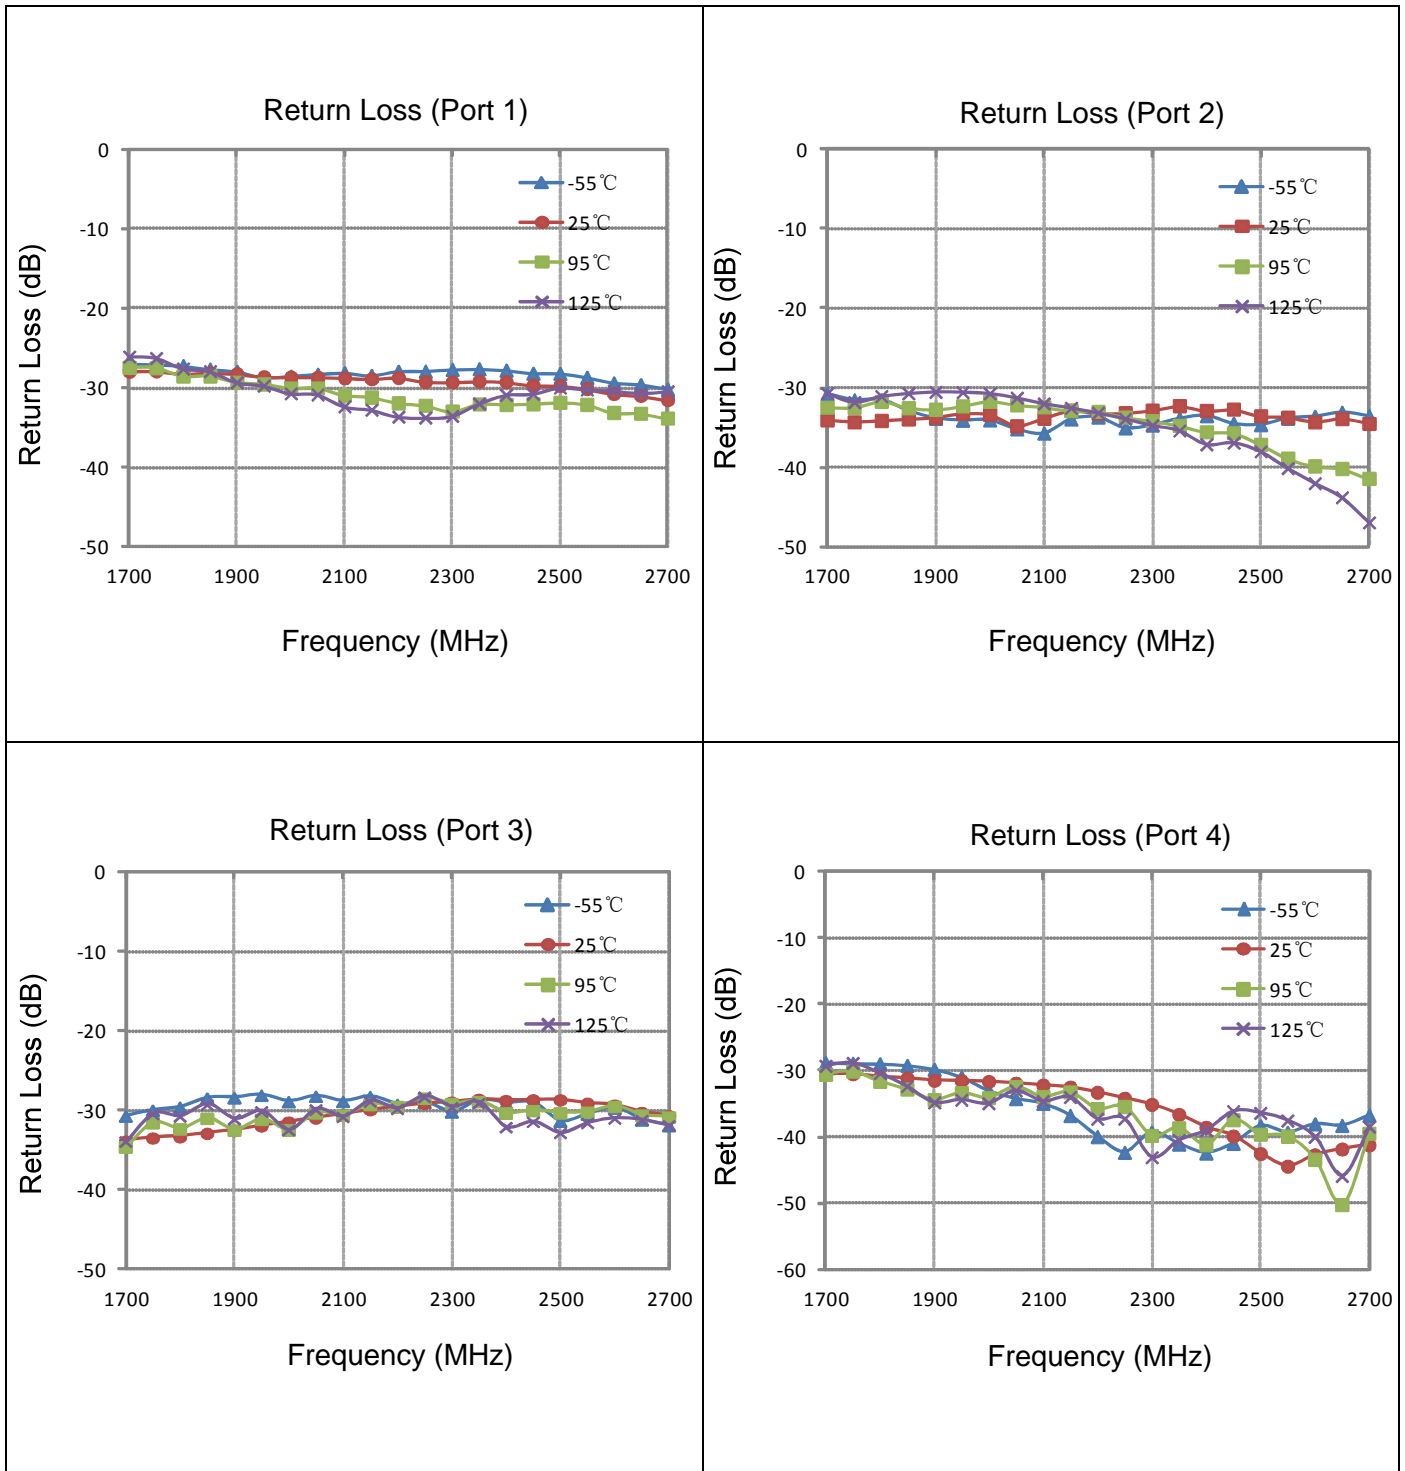 Return Loss (Port 1)
Return Loss (dB)
0
-10
-20
-30
-40
-50
-55℃
25℃
95℃
125℃
1700 1900 2100 2300 2500 2700
Frequency (MHz)
Return Loss (Port 2)
Return Loss (dB)
0
-10
-20
-30
-40
-50
-55℃
25℃
95℃
125℃
1700 1900 2100 2300 2500 2700
Frequency (MHz)
Return Loss (Port 3)
Return Loss (dB)
0
-10
-20
-30
-40
-50
-55℃
25℃
95℃
125℃
1700 1900 2100 2300 2500 2700
Frequency (MHz)
Return Loss (Port 4)
Return Loss (dB)
0
-10
-20
-30
-40
-50
-60
-55℃
25℃
95℃
125℃
1700 1900 2100 2300 2500 2700
Frequency (MHz)